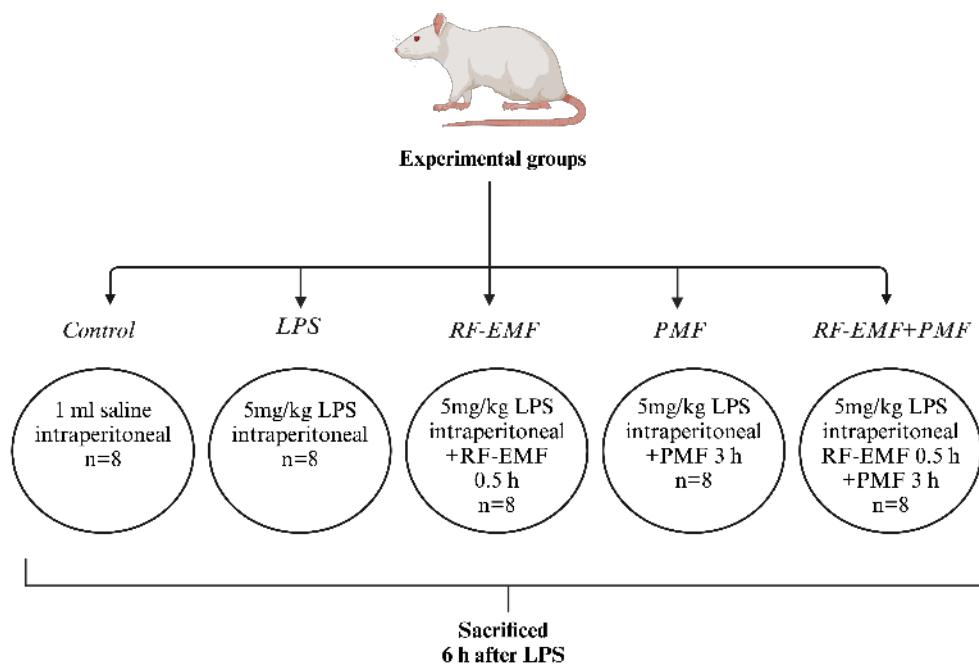 Experimental groups
Control
LPS
RF-EMF
PMF
RF-EMF+PMF
1 ml saline
intraperitoneal
n=8
5mg/kg LPS
intraperitoneal
n=8
5mg/kg LPS
intraperitoneal
+RF-EMF
0.5 h
n=8
5mg/kg LPS
intraperitoneal
+PMF 3 h
n=8
5mg/kg LPS
intraperitoneal
RF-EMF 0.5 h
+PMF 3 h
n=8
Sacrificed
6 h after LPS